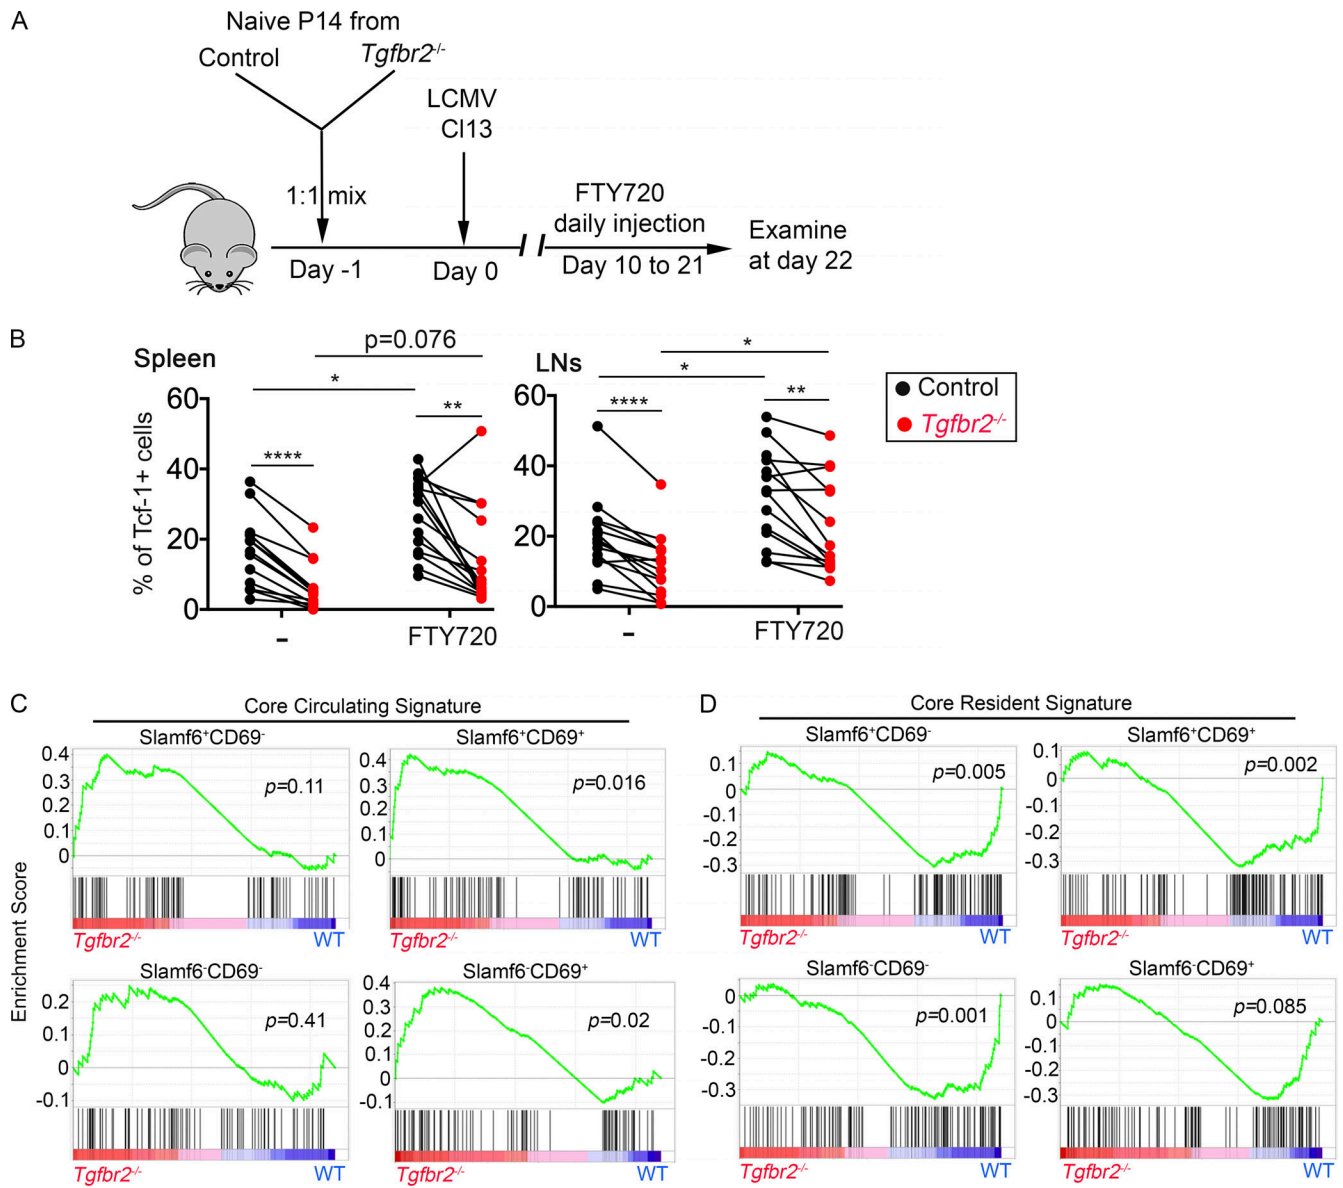 A
Naive P14 from
Control
Tgfbr2-/-
LCMV
Cl13
1:1 mix
FTY720
daily injection
Examine
at day 22
Day -1
Day 0
Day 10 to 21
B
Spleen
p=0.076
*
**
****
% of Tcf-1+ cells
60
40
20
0
-
FTY720
LNs
*
*
****
**
60
40
20
0
-
FTY720
Control
Tgfbr2-/-
C
Core Circulating Signature
Enrichment Score
Slamf6+CD69-
0.4
0.3
0.2
0.1
0
p=0.11
Tgfbr2-/-
WT
Slamf6+CD69+
0.4
0.3
0.2
0.1
0
p=0.016
Tgfbr2-/-
WT
Slamf6-CD69-
0.2
0.1
0
-0.1
p=0.41
Tgfbr2-/-
WT
Slamf6-CD69+
0.4
0.3
0.2
0.1
0
-0.1
p=0.02
Tgfbr2-/-
WT
D
Core Resident Signature
Slamf6+CD69-
0.1
0
-0.1
-0.2
-0.3
p=0.005
Tgfbr2-/-
WT
Slamf6+CD69+
0.1
0
-0.1
-0.2
-0.3
p=0.002
Tgfbr2-/-
WT
Slamf6-CD69-
0
-0.1
-0.2
-0.3
p=0.001
Tgfbr2-/-
WT
Slamf6-CD69+
0.1
0
-0.1
-0.2
-0.3
p=0.085
Tgfbr2-/-
WT